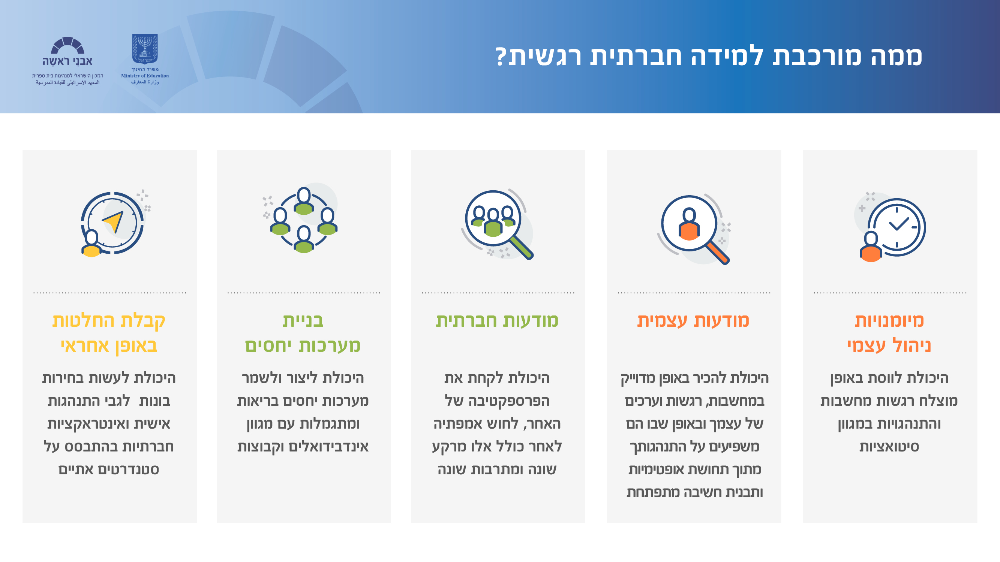 ממה מורכבת למידה חברתית רגשית?
משרד החינוך
Ministry of Education
وزارة المعارف
אבני ראשה
המכון הישראלי למנהיגות בית ספרית
المعهد الاسرائيلي للقيادة المدرسية
מיומנויות
ניהול עצמי
היכולת לווסת באופן
מוצלח רגשות מחשבות
והתנהגויות במגוון
סיטואציות
מודעות עצמית
היכולת להכיר באופן מדוייק
במחשבות, רגשות וערכים
של עצמך ובאופן שבו הם
משפיעים על התנהגותך
מתוך תחושת אופטימיות
ותבנית חשיבה מתפתחת
מודעות חברתית
היכולת לקחת את
הפרספקטיבה של
האחר, לחוש אמפתיה
לאחר כולל אלו מרקע
שונה ומתרבות שונה
בניית
מערכות יחסים
היכולת ליצור ולשמר
מערכות יחסים בריאות
ומתגמלות עם מגוון
אינדבידואלים וקבוצות
קבלת החלטות
באופן אחראי
היכולת לעשות בחירות
בונות  לגבי התנהגות
אישית ואינטראקציות
חברתיות בהתבסס על
סטנדרטים אתיים